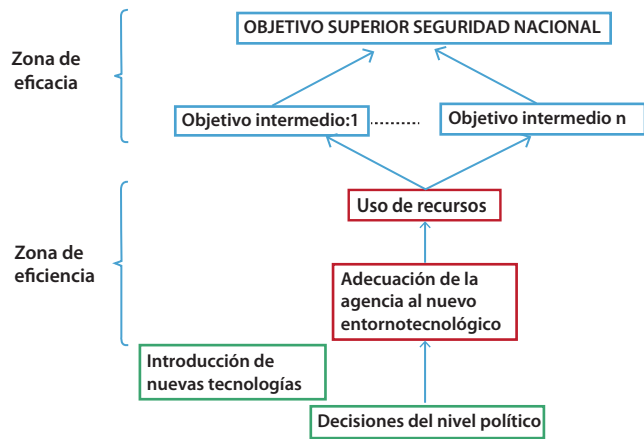 OBJETIVO SUPERIOR SEGURIDAD NACIONAL
Zona de
eficacia
Objetivo intermedio:1
Objetivo intermedio n
Uso de recursos
Zona de
eficiencia
Adecuación de la
agencia al nuevo
entornotecnológico
Introducción de
nuevas tecnologías
Decisiones del nivel político